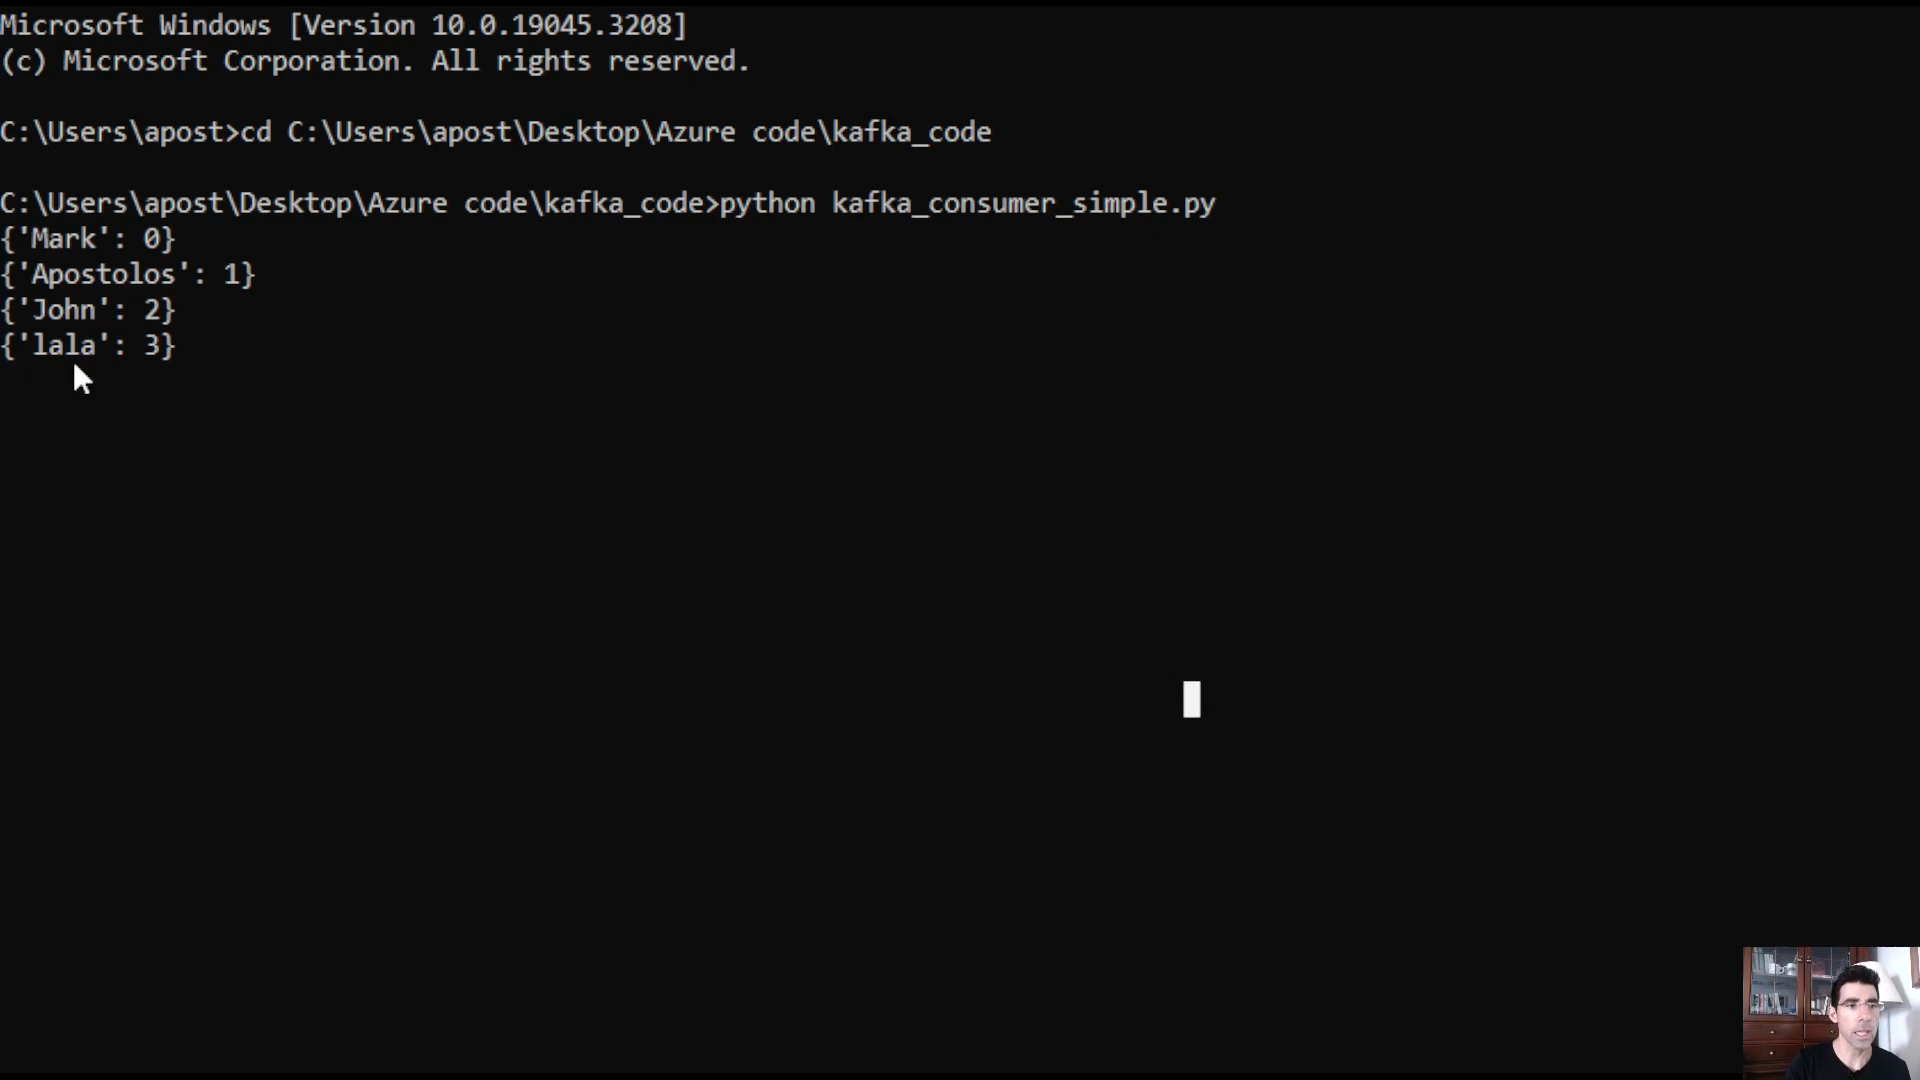 Microsoft Windows [Version 10.0.19045.3208]
(c) Microsoft Corporation. All rights reserved.
C:\Users\apost>cd C:\Users\apost\Desktop\Azure code\kafka_code
C:\Users\apost\Desktop\Azure code\kafka_code>python kafka_consumer_simple.py
{'Mark': 0}
{'Apostolos': 1}
{'John': 2}
{'lala': 3}